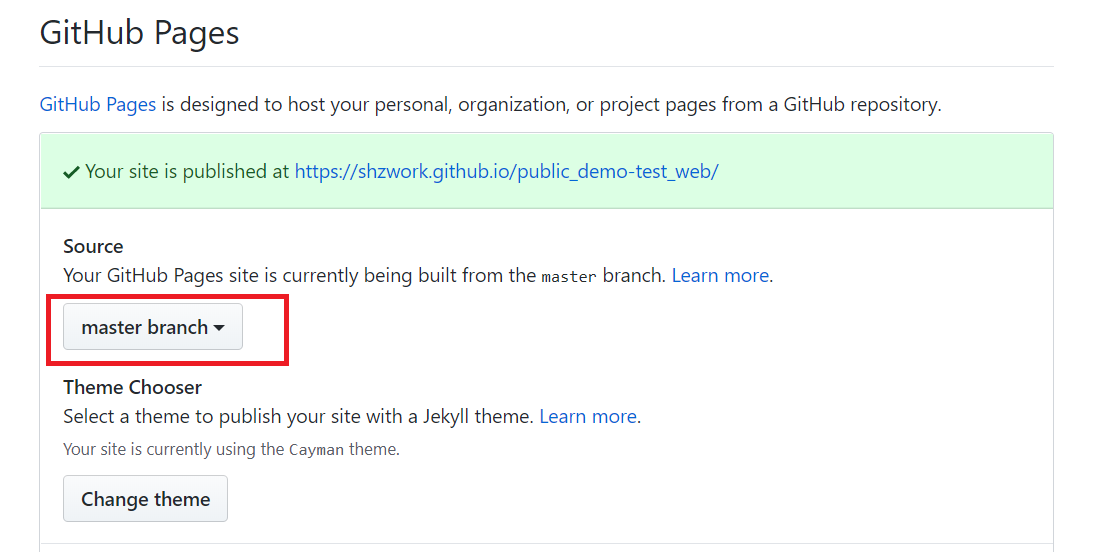 GitHub Pages
GitHub Pages is designed to host your personal, organization, or project pages from a GitHub repository.
Your site is published at https://shzwork.github.io/public_demo-test_web/
Source
Your GitHub Pages site is currently being built from the master branch. Learn more.
master branch
Theme Chooser
Select a theme to publish your site with a Jekyll theme. Learn more.
Your site is currently using the Cayman theme.
Change theme